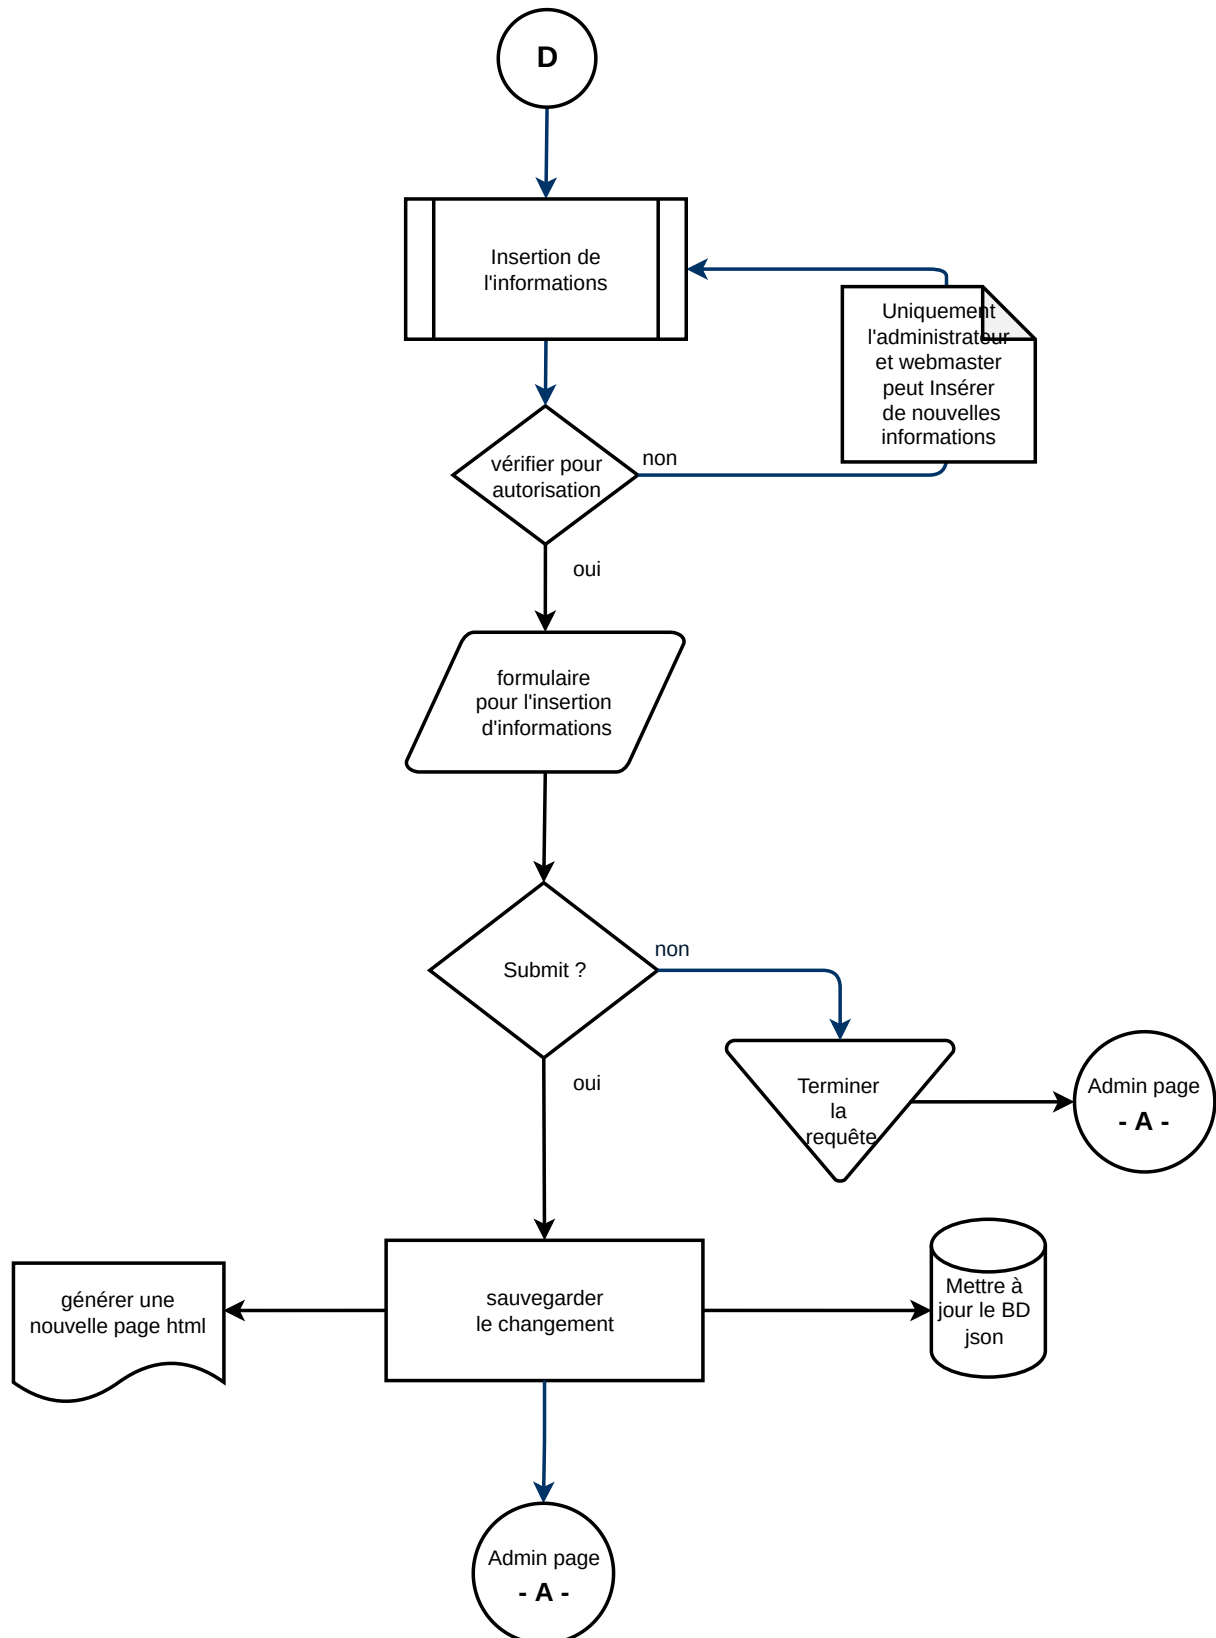 D
Insertion de
l'informations
Uniquement
l'administrateur
et webmaster
peut Insérer
de nouvelles
informations
vérifier pour
autorisation
non
oui
formulaire
pour l'insertion
d'informations
Submit ?
non
oui
Terminer
la
requête
Admin page
- A -
générer une
nouvelle page html
sauvegarder
le changement
Mettre à
jour le BD
json
Admin page
- A -